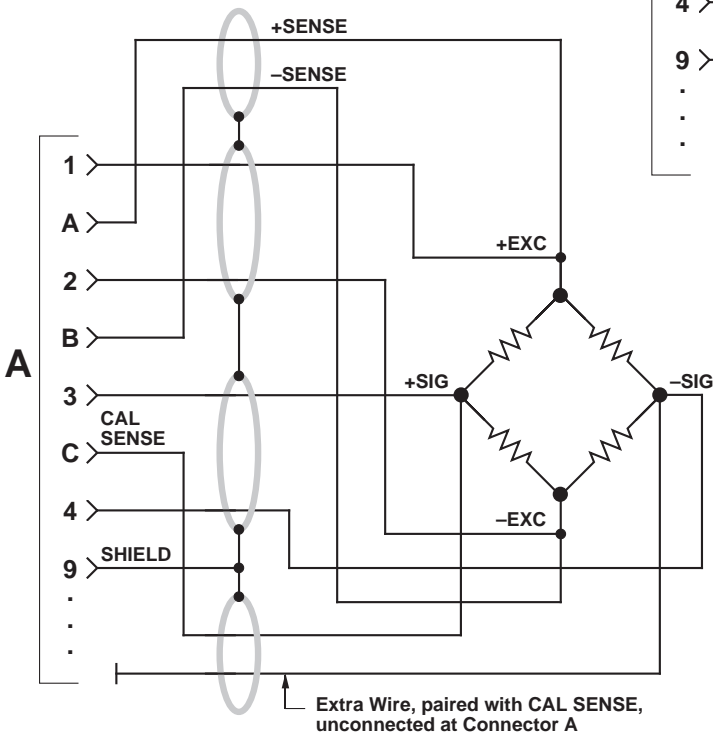 +SENSE
–SENSE
4
9
.
.
.
1
A
+EXC
2
B
A
3
+SIG
–SIG
CAL
SENSE
C
4
–EXC
9
SHIELD
.
.
.
Extra Wire, paired with CAL SENSE,
unconnected at Connector A